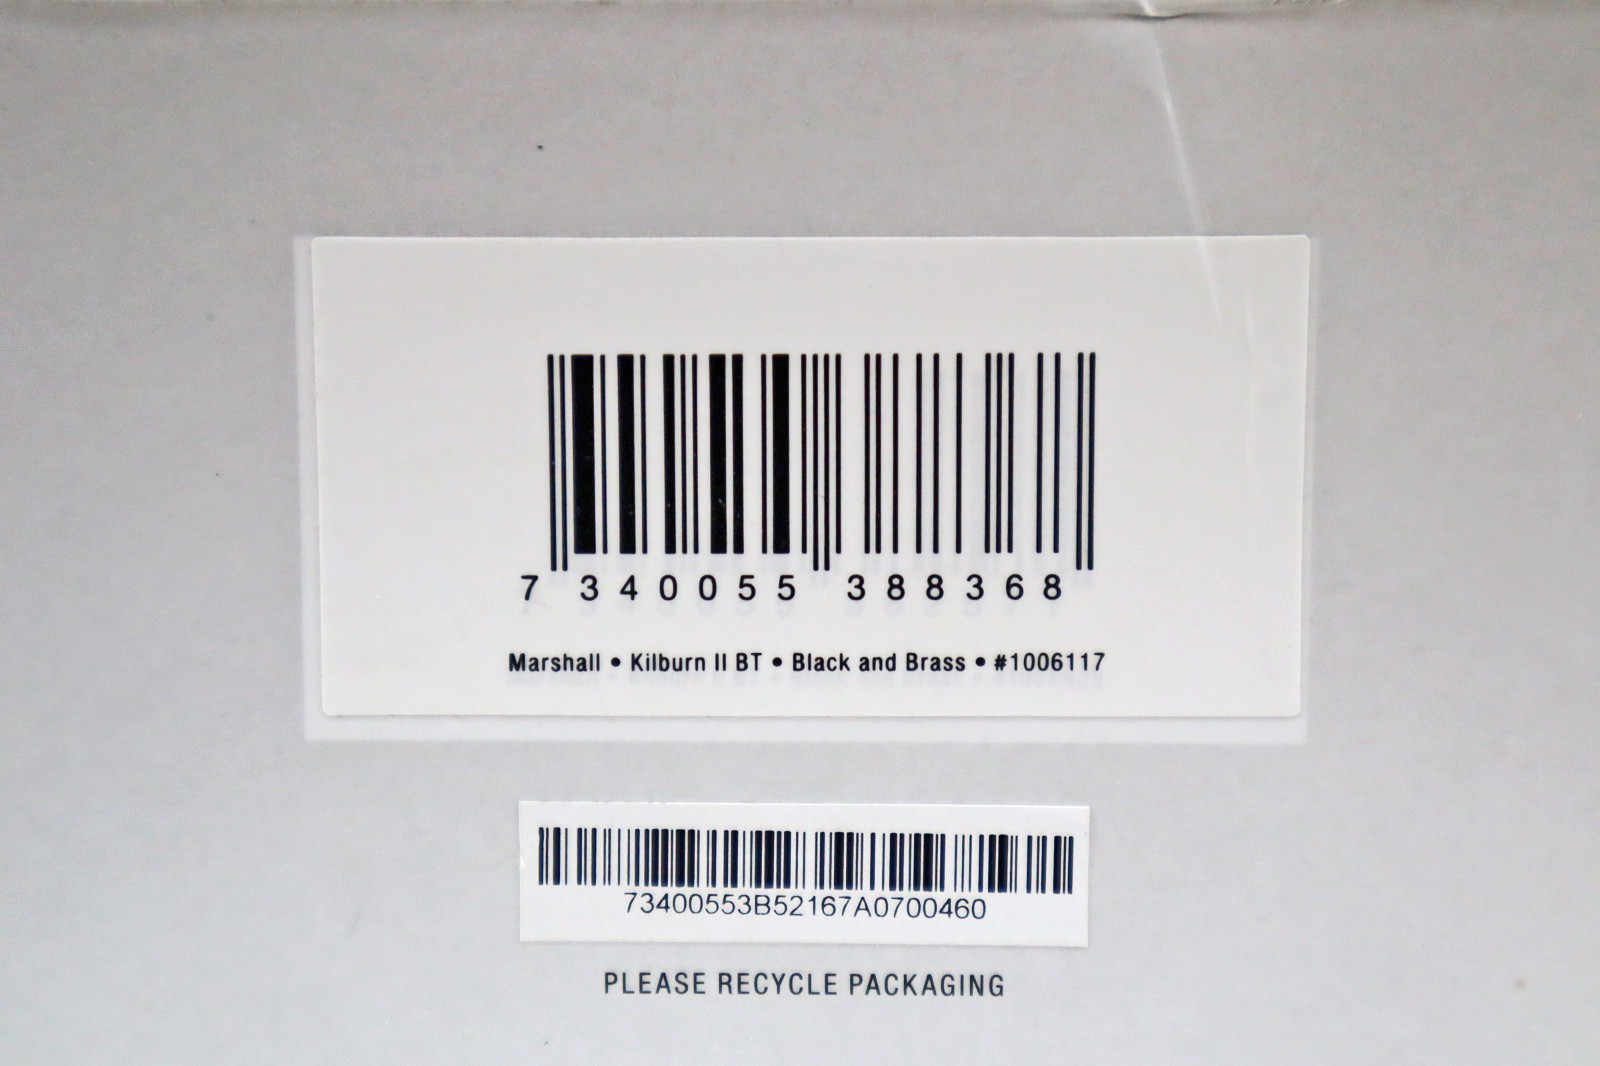 7 340055 388368
Marshall • Kilburn II BT • Black and Brass • #1006117
73400553B52167A0700460
PLEASE RECYCLE PACKAGING